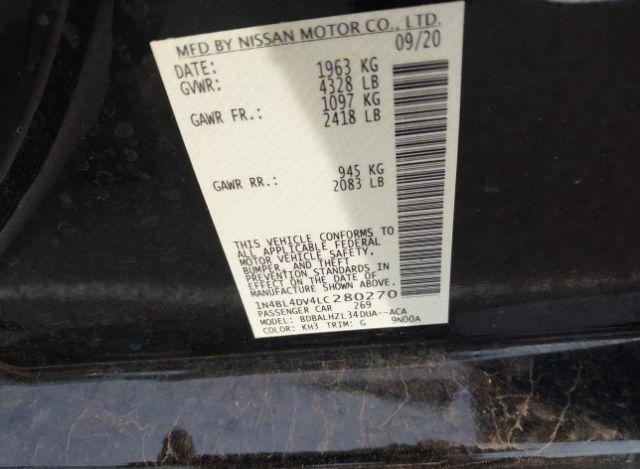 MFD BY NISSAN MOTOR CO., LTD.
DATE: 09/20
GVWR: 1963 KG
4328 LB
GAWR FR.: 1097 KG
2418 LB
GAWR RR.: 945 KG
2083 LB
THIS VEHICLE CONFORMS TO
ALL APPLICABLE FEDERAL
MOTOR VEHICLE SAFETY,
BUMPER, AND THEFT
PREVENTION STANDARDS IN
EFFECT ON THE DATE OF
MANUFACTURE SHOWN ABOVE.
1N4BL4DV4LC280270
PASSENGER CAR 269
MODEL: BDBALHZL34DUA--ACA
COLOR: KH3 TRIM: G 9N00A